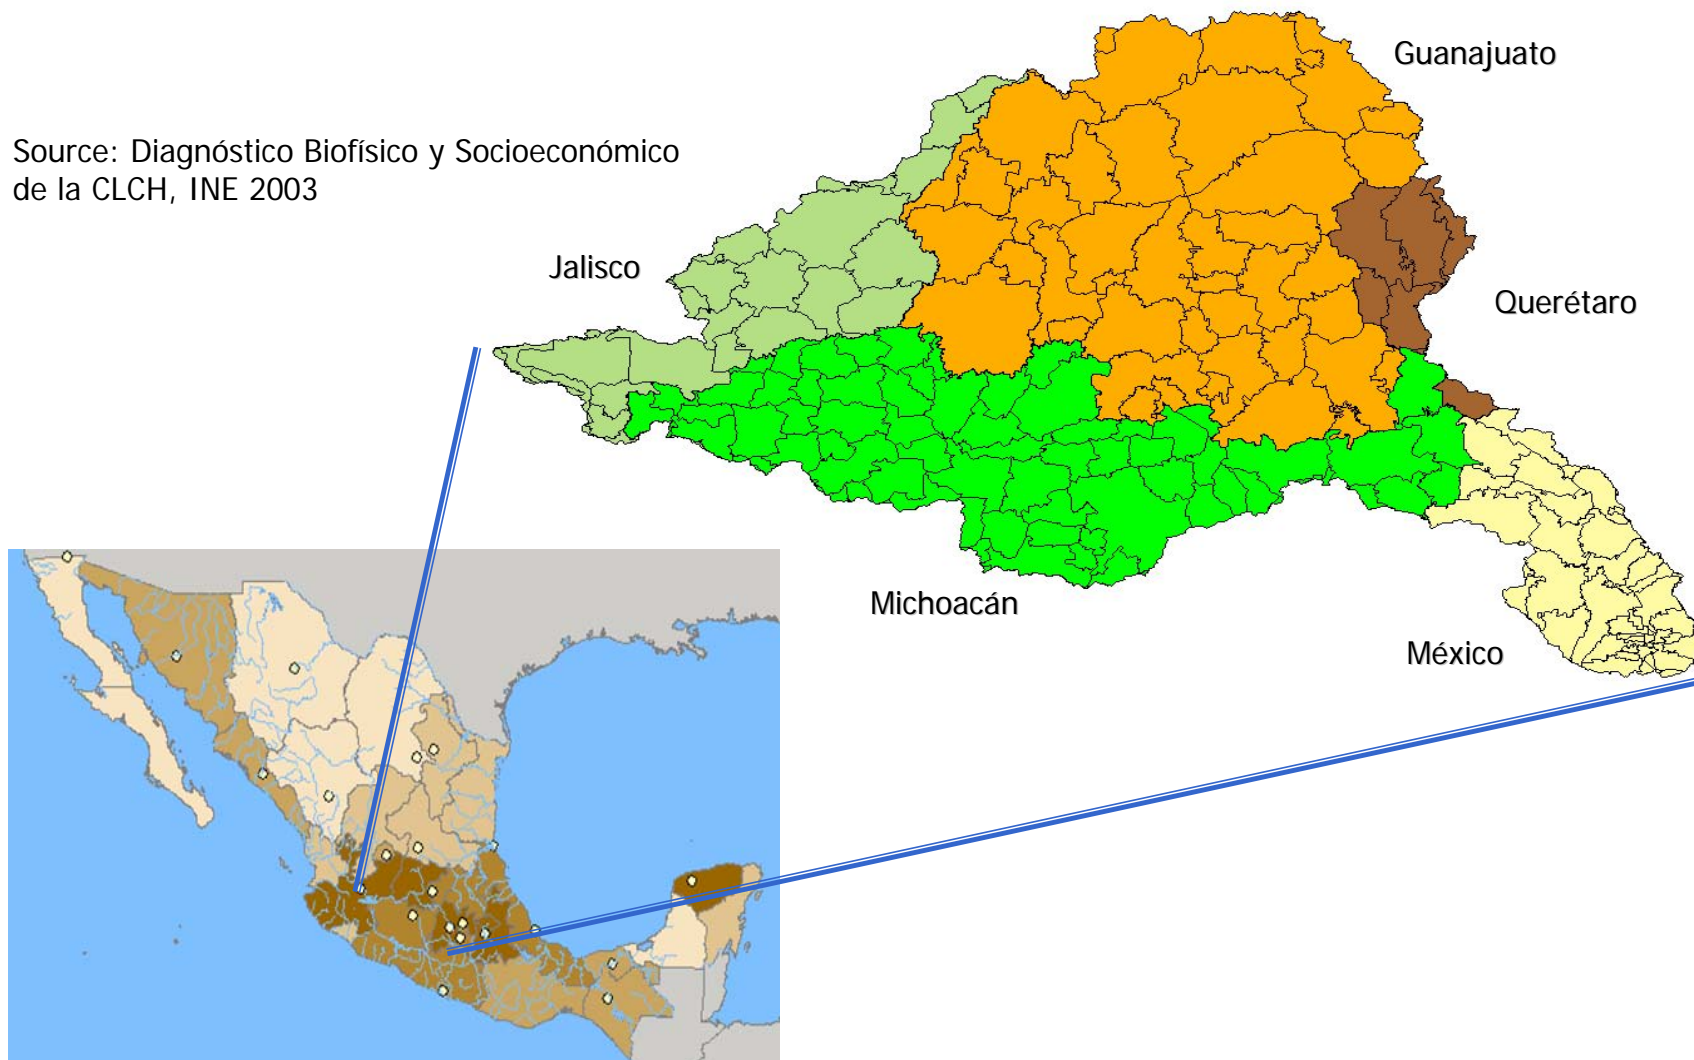 Guanajuato
Source: Diagnóstico Biofísico y Socioeconómico
de la CLCH, INE 2003
Jalisco
Querétaro
Michoacán
México